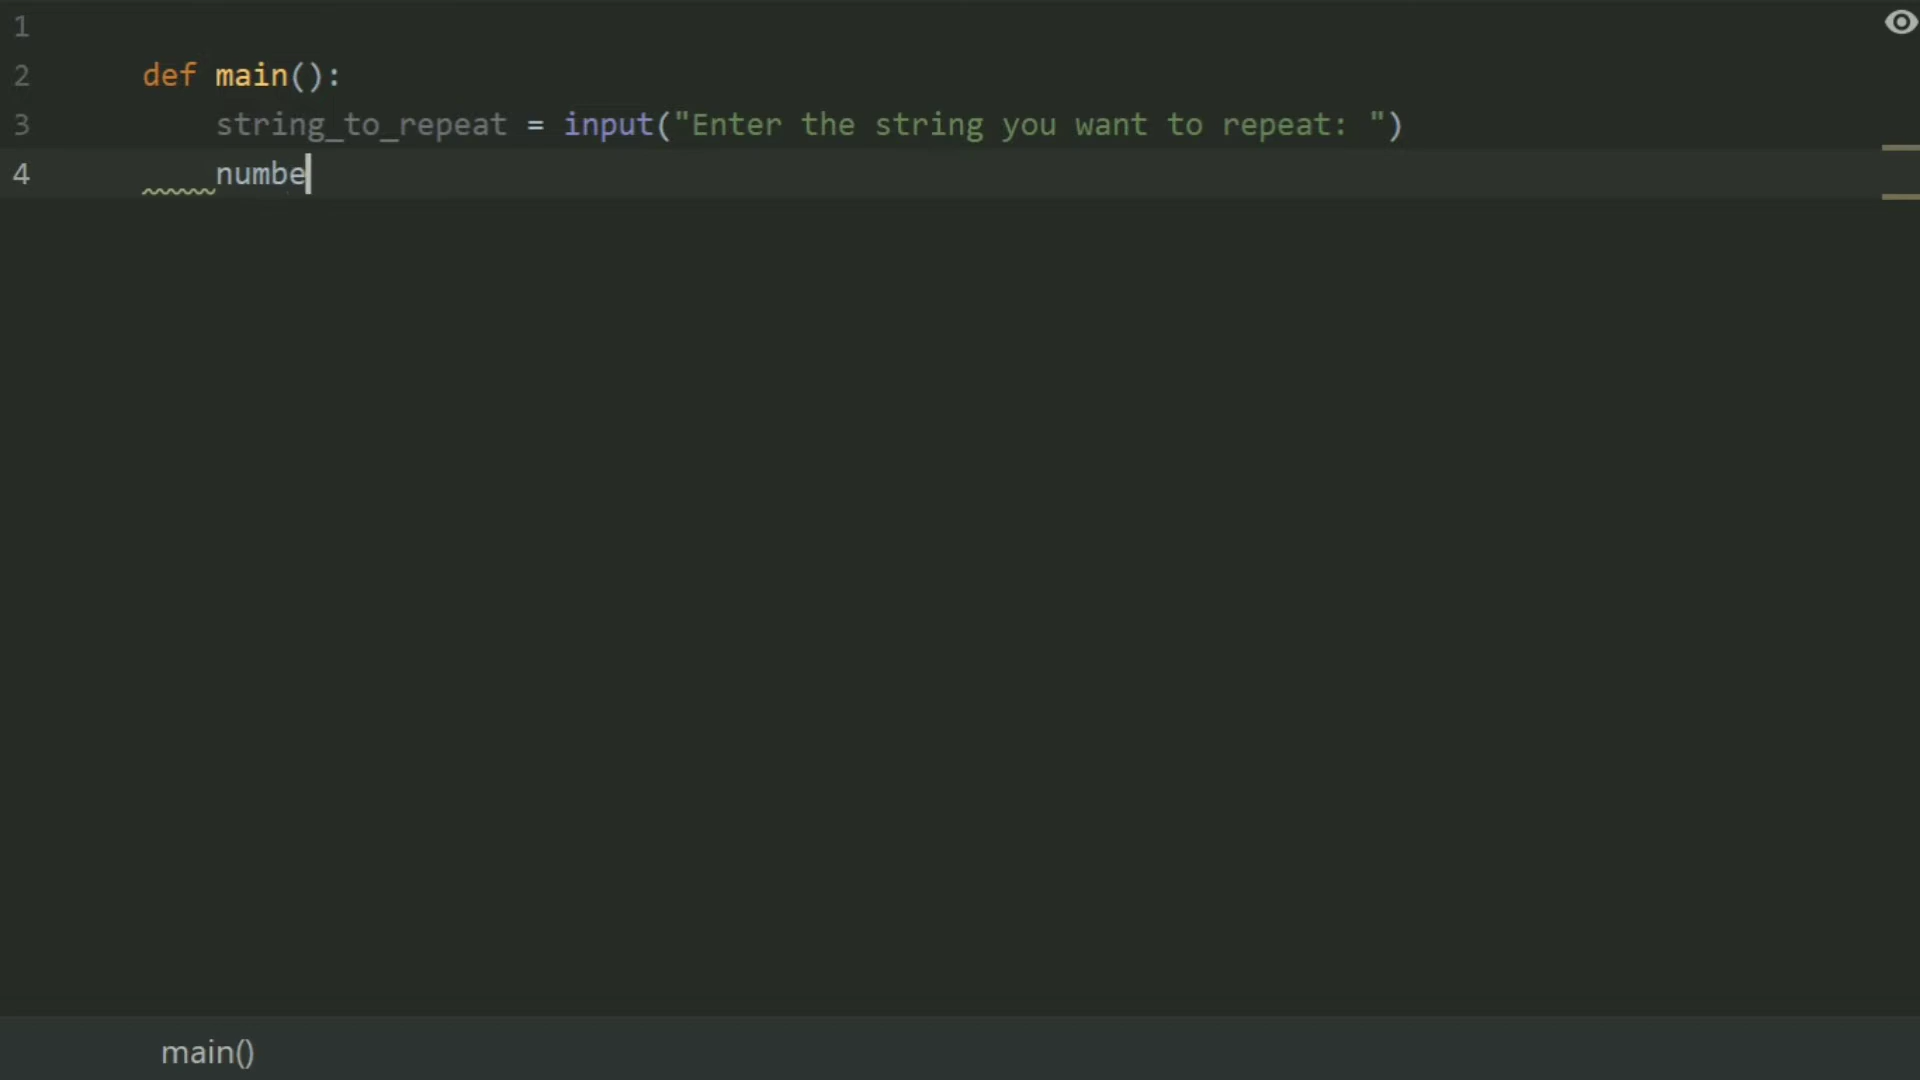 1
2 def main():
3 string_to_repeat = input("Enter the string you want to repeat: ")
4 numbe
main()